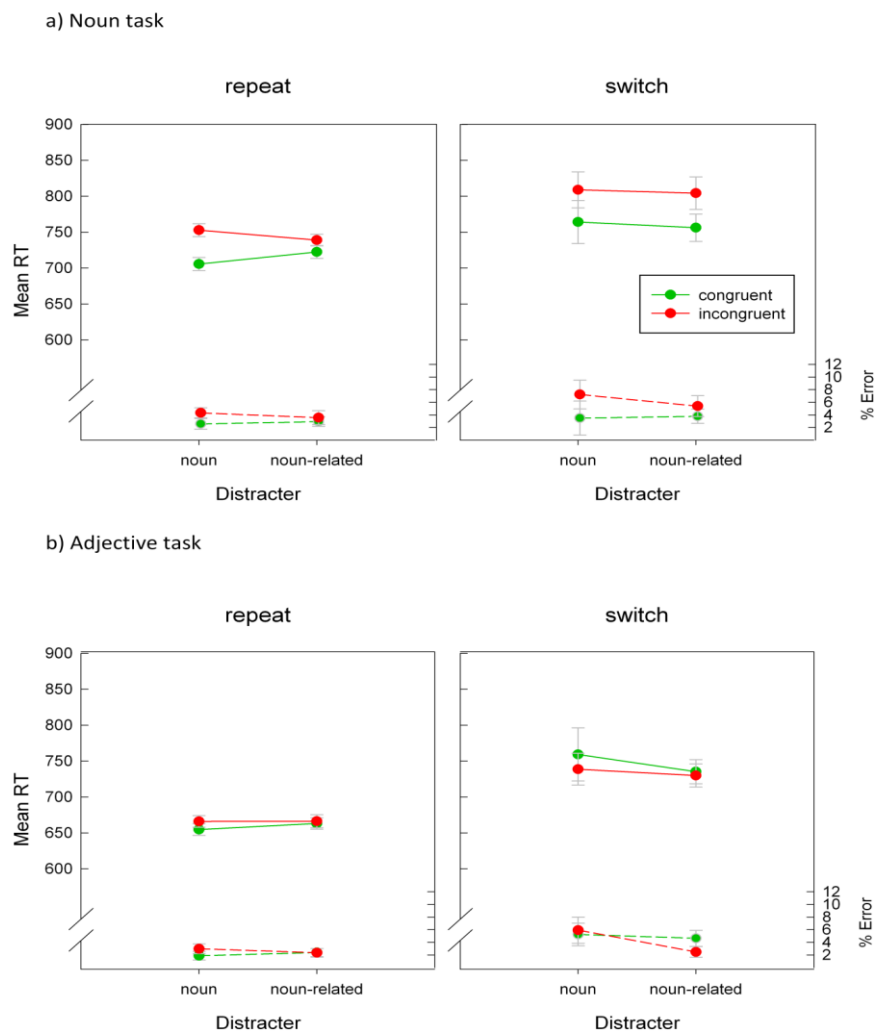 a) Noun task
repeat
switch
900
850
800
750
700
650
600
Mean RT
congruent
incongruent
12
10
8
6
4
2
% Error
noun
noun-related
noun
noun-related
Distracter
Distracter
b) Adjective task
repeat
switch
900
850
800
750
700
650
600
Mean RT
12
10
8
6
4
2
% Error
noun
noun-related
noun
noun-related
Distracter
Distracter